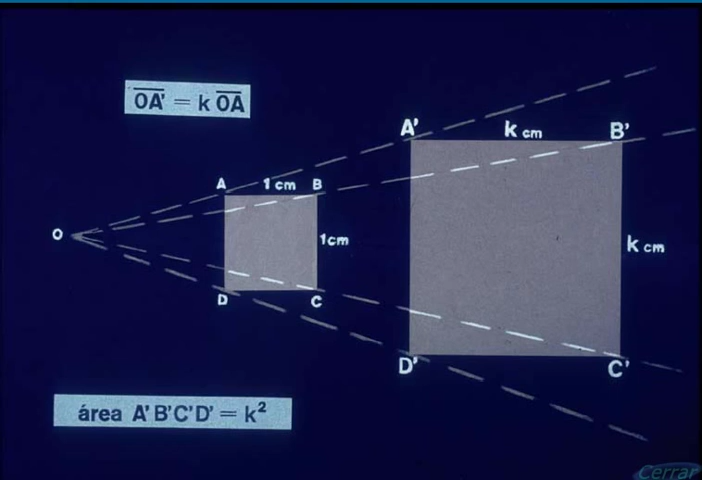 OA' = k OA
A'
k cm
B'
A
1 cm
B
O
1cm
k cm
D
C
D'
C'
área A'B'C'D' = k²
Cerrar